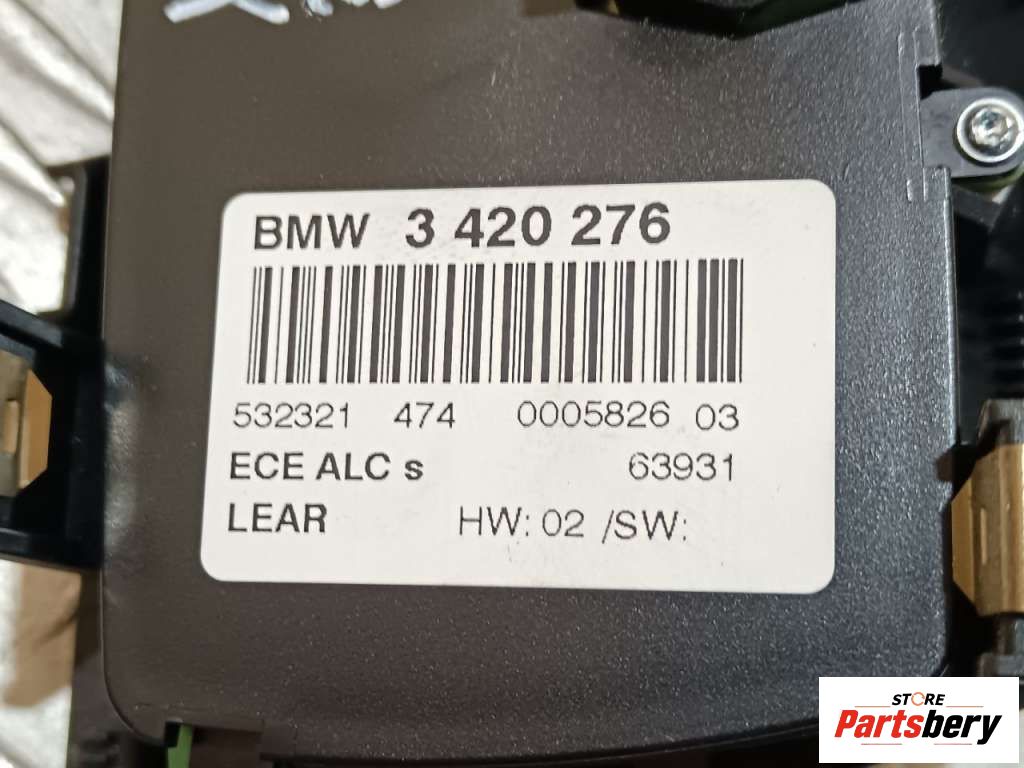 BMW 3 420 276
532321 474 0005826 03
ECE ALC s 63931
LEAR HW: 02 /SW:
STORE
Partsbery